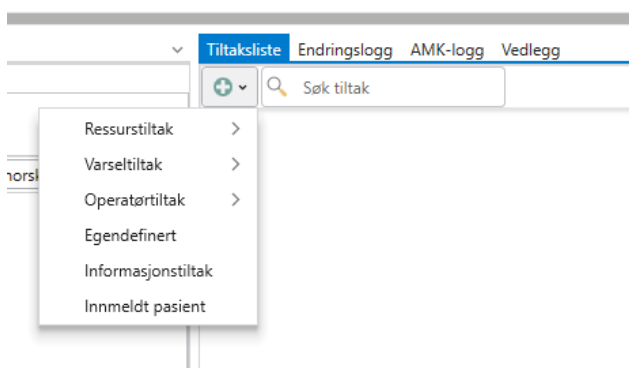 Tiltaksliste Endringslogg AMK-logg Vedlegg
Søk tiltak
Ressurstiltak
Varseltiltak
Operatørtiltak
Egendefinert
Informasjonstiltak
Innmeldt pasient